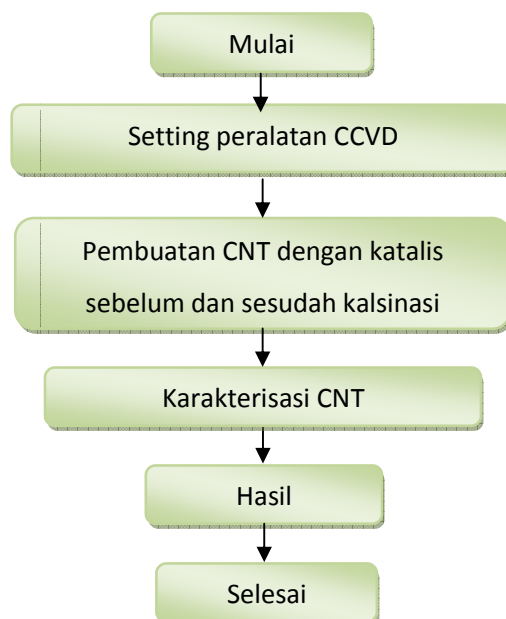 Mulai
Setting peralatan CCVD
Pembuatan CNT dengan katalis
sebelum dan sesudah kalsinasi
Karakterisasi CNT
Hasil
Selesai